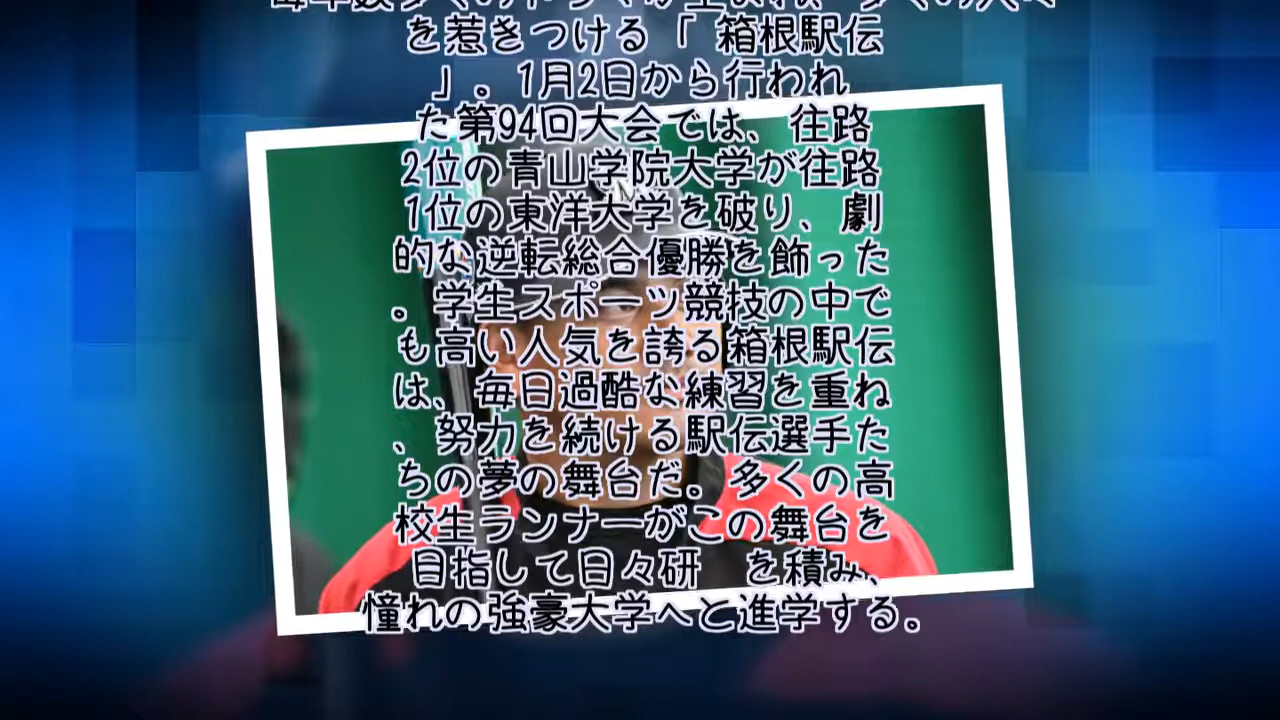 を惹きつける「 箱根駅伝
」。1月2日から行われ
た第94回大会では、往路
2位の青山学院大学が往路
1位の東洋大学を破り、劇
的な逆転総合優勝を飾った
。学生スポーツ競技の中で
も高い人気を誇る箱根駅伝
は、毎日過酷な練習を重ね
、努力を続ける駅伝選手た
ちの夢の舞台だ。多くの高
校生ランナーがこの舞台を
目指して日々研　を積み、
憧れの強豪大学へと進学する。